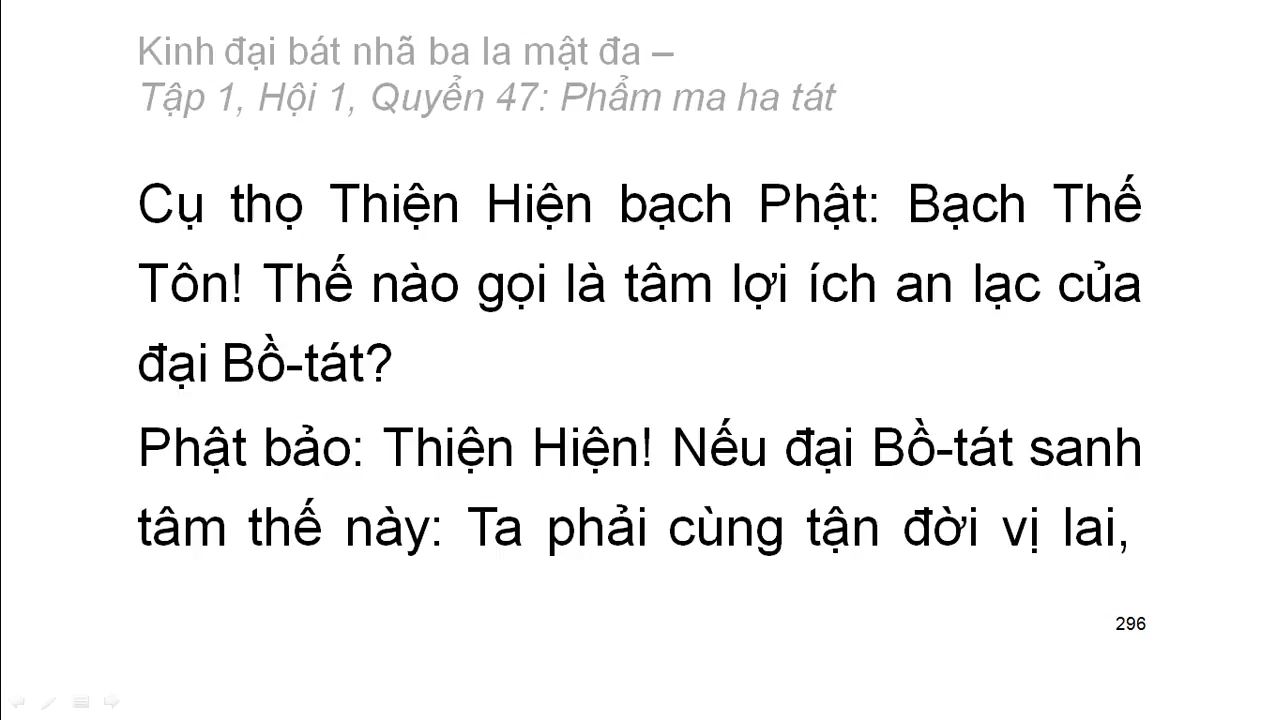 Kinh đại bát nhã ba la mật đa –
Tập 1, Hội 1, Quyển 47: Phẩm ma ha tát
Cụ thọ Thiện Hiện bạch Phật: Bạch Thế
Tôn! Thế nào gọi là tâm lợi ích an lạc của
đại Bồ-tát?
Phật bảo: Thiện Hiện! Nếu đại Bồ-tát sanh
tâm thế này: Ta phải cùng tận đời vị lai,
296